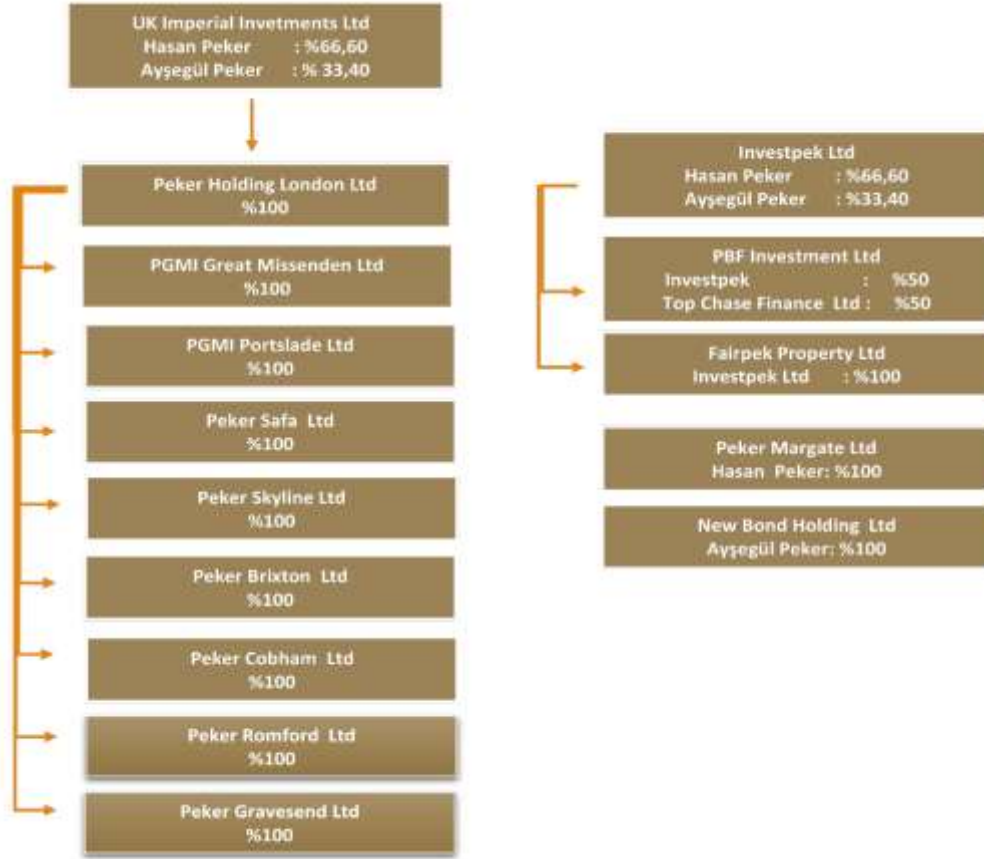 UK Imperial Invetments Ltd
Hasan Peker : %66,60
Ayşegül Peker : % 33,40
Peker Holding London Ltd
%100
PGMI Great Missenden Ltd
%100
PGMI Portslade Ltd
%100
Peker Safa Ltd
%100
Peker Skyline Ltd
%100
Peker Brixton Ltd
%100
Peker Cobham Ltd
%100
Peker Romford Ltd
%100
Peker Gravesend Ltd
%100
Investpek Ltd
Hasan Peker : %66,60
Ayşegül Peker : %33,40
PBF Investment Ltd
Investpek : %50
Top Chase Finance Ltd : %50
Fairpek Property Ltd
Investpek Ltd : %100
Peker Margate Ltd
Hasan Peker: %100
New Bond Holding Ltd
Ayşegül Peker: %100